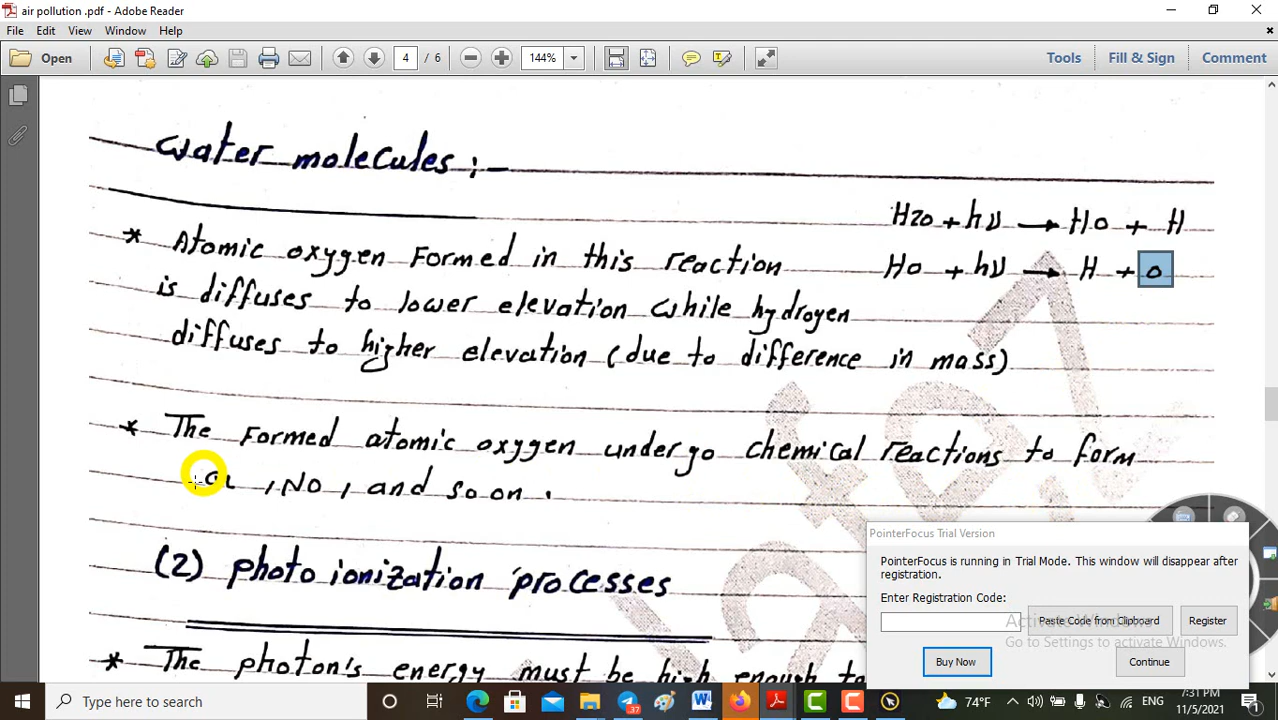 air pollution .pdf - Adobe Reader
File Edit View Window Help
Open 4 / 6 144% Tools Fill & Sign Comment
water molecules :-
H2o + hυ → Ho + H
* Atomic oxygen Formed in this reaction
Ho + hυ → H + o
is diffuses to lower elevation while hydrogen
diffuses to higher elevation (due to difference in mass)
* The Formed atomic oxygen undergo chemical reactions to form
, No , and so on .
(2) photo ionization processes
* The photon's energy must be high enough to
PointerFocus Trial Version
PointerFocus is running in Trial Mode. This window will disappear after
registration.
Enter Registration Code:
Paste Code from Clipboard Register
Activate Windows
Go to Settings to activate Windows.
Buy Now Continue
Type here to search
37
74°F ENG 7:31 PM
11/5/2021
1